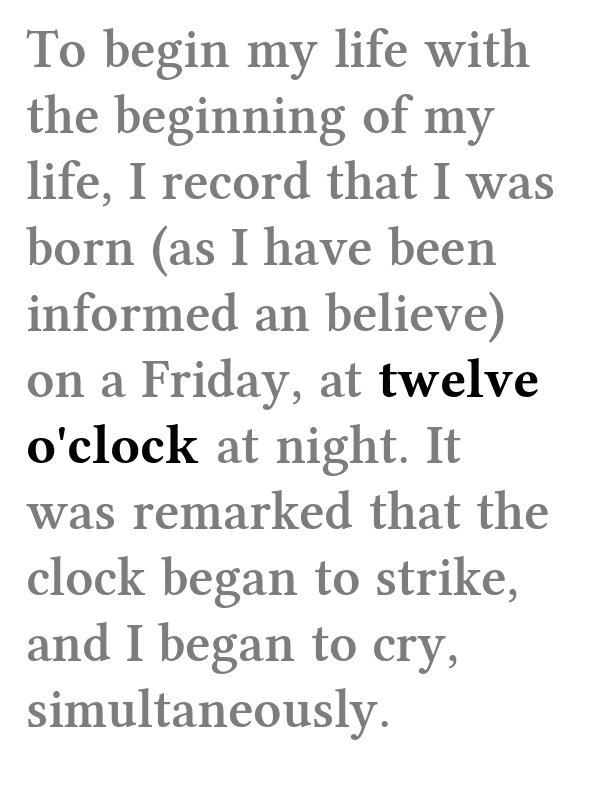 To begin my life with
the beginning of my
life, I record that I was
born (as I have been
informed an believe)
on a Friday, at twelve
o'clock at night. It
was remarked that the
clock began to strike,
and I began to cry,
simultaneously.